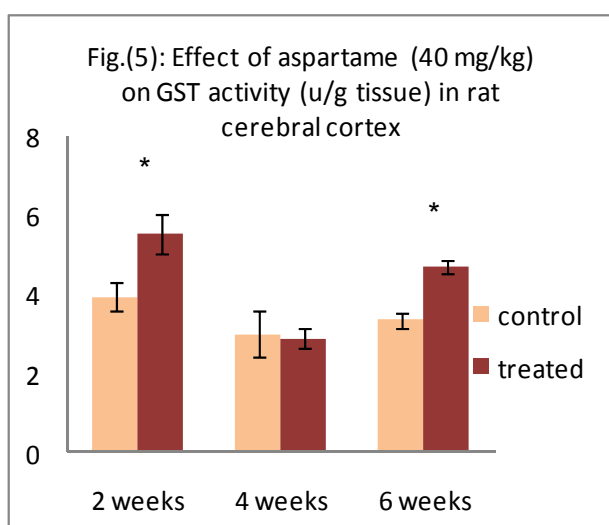 Fig.(5): Effect of aspartame (40 mg/kg)
on GST activity (u/g tissue) in rat
cerebral cortex
8
*
6
*
4
control
2
treated
0
2 weeks 4 weeks 6 weeks